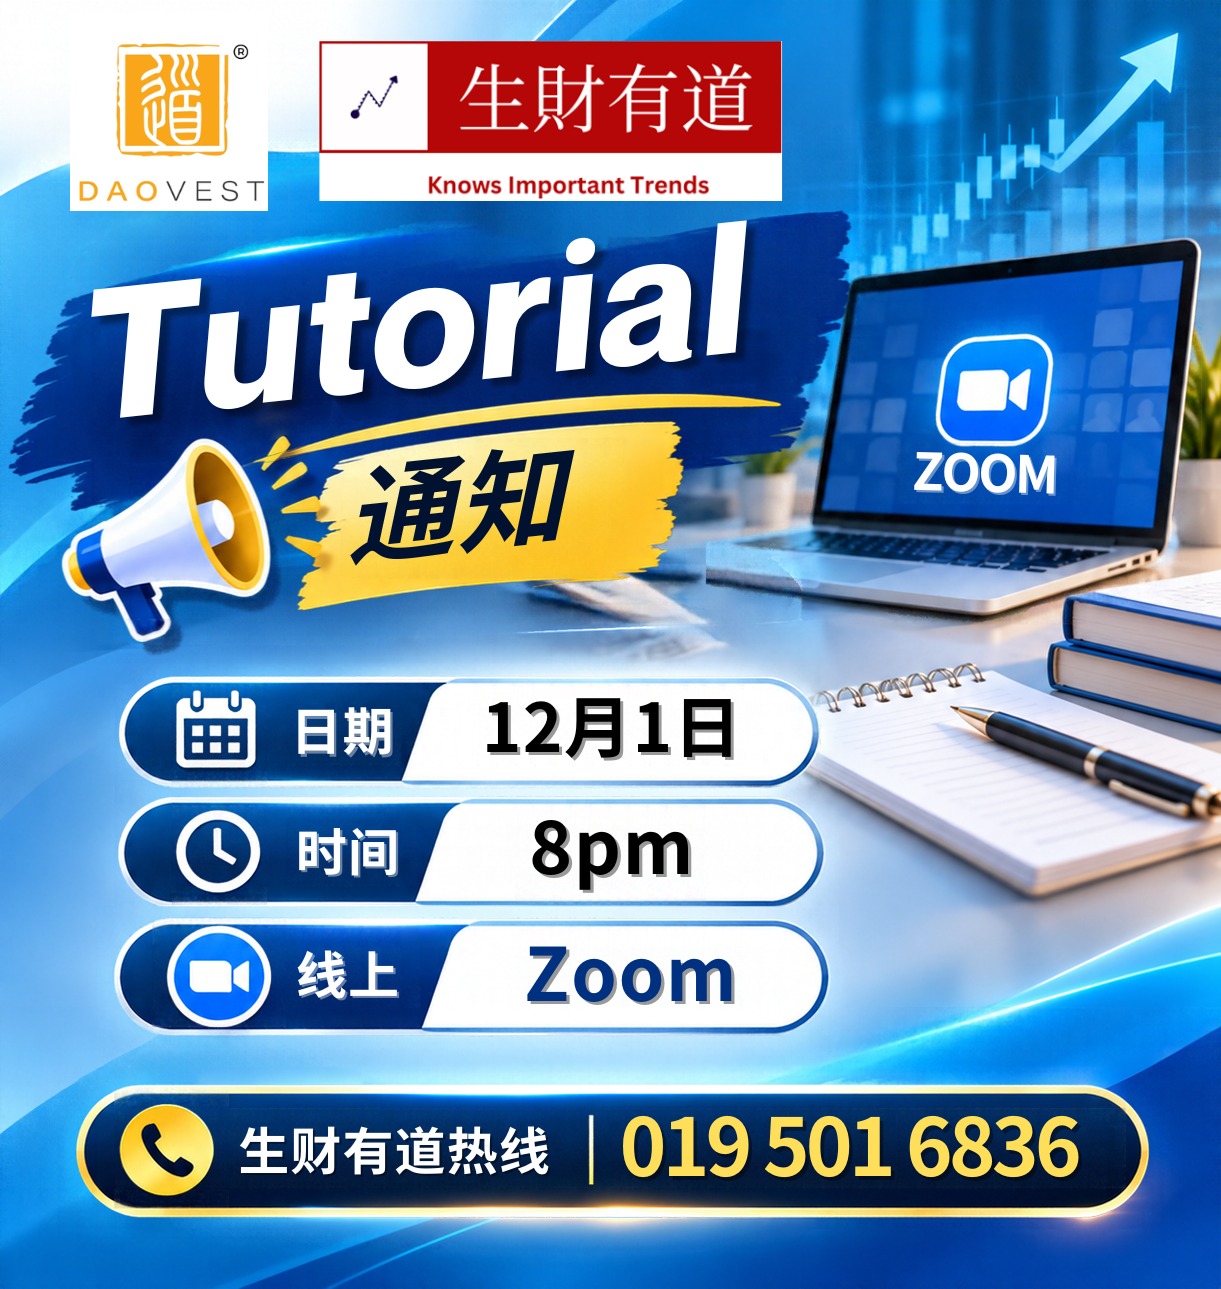 道®
DAOVEST
生財有道
Knows Important Trends
Tutorial
通知
ZOOM
日期 12月1日
时间 8pm
线上 Zoom
生财有道热线 019 501 6836